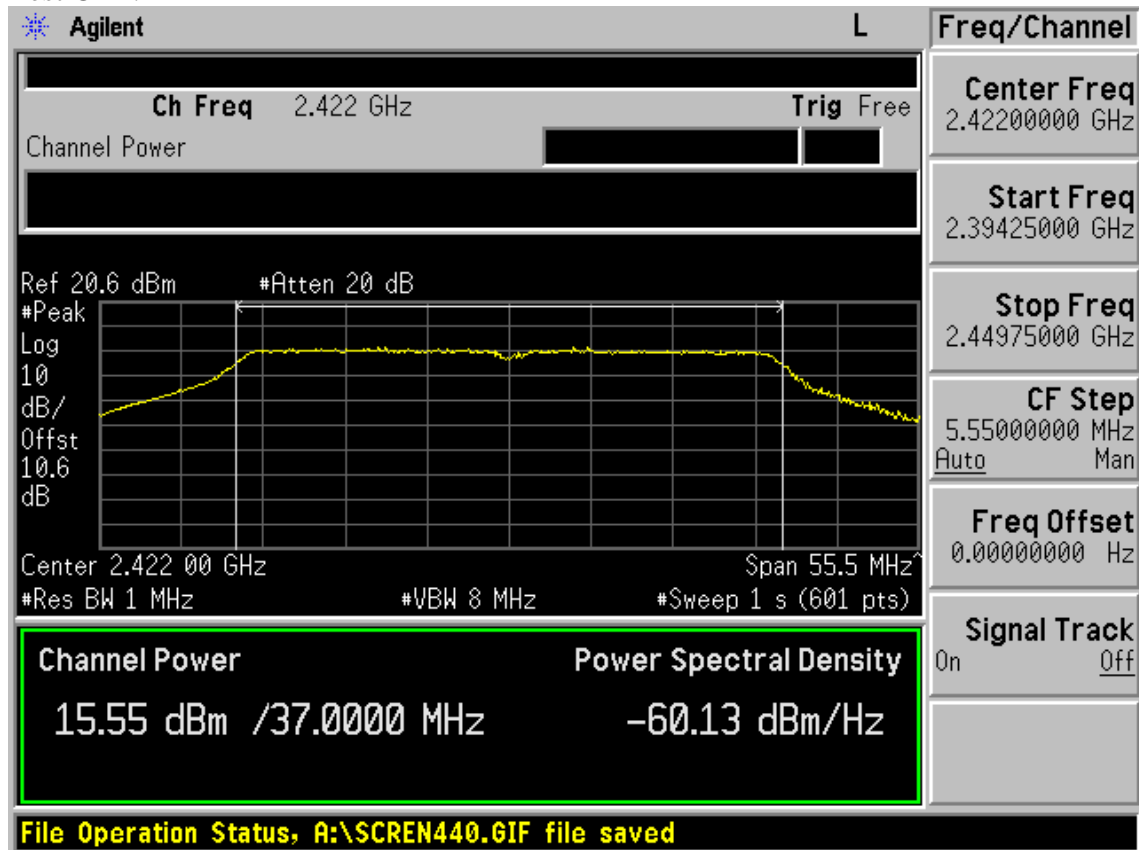 Agilent L Freq/Channel
Ch Freq 2.422 GHz Trig Free
Channel Power
Center Freq
2.42200000 GHz
Start Freq
2.39425000 GHz
Ref 20.6 dBm #Atten 20 dB
#Peak
Log
10
dB/
Offst
10.6
dB
Stop Freq
2.44975000 GHz
CF Step
5.55000000 MHz
Auto Man
Freq Offset
0.00000000 Hz
Center 2.422 00 GHz Span 55.5 MHz^
#Res BW 1 MHz #VBW 8 MHz #Sweep 1 s (601 pts)
Signal Track
On Off
Channel Power Power Spectral Density
15.55 dBm /37.0000 MHz -60.13 dBm/Hz
File Operation Status, A:\SCREN440.GIF file saved